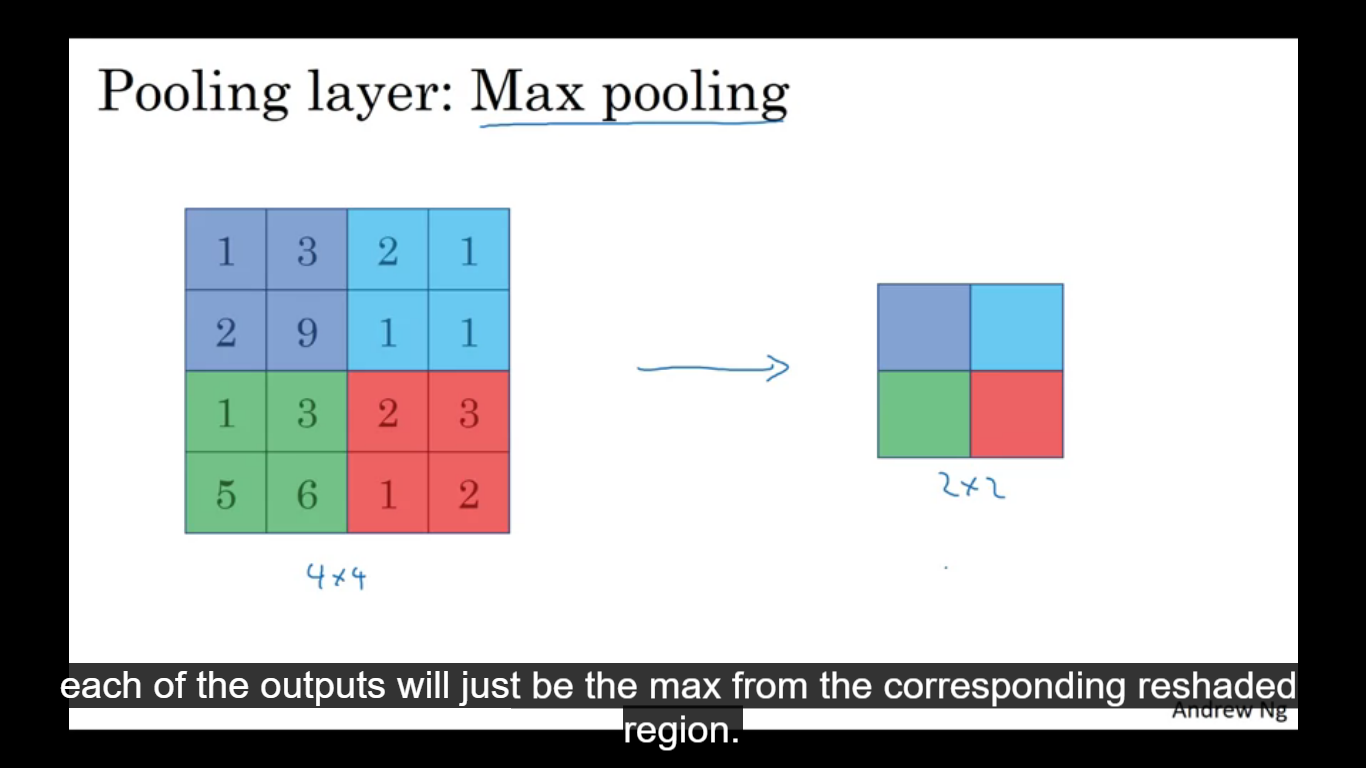 Pooling layer: Max pooling
1 3 2 1
2 9 1 1
1 3 2 3
5 6 1 2
2×2
4×4
each of the outputs will just be the max from the corresponding reshaded
region.
Andrew Ng